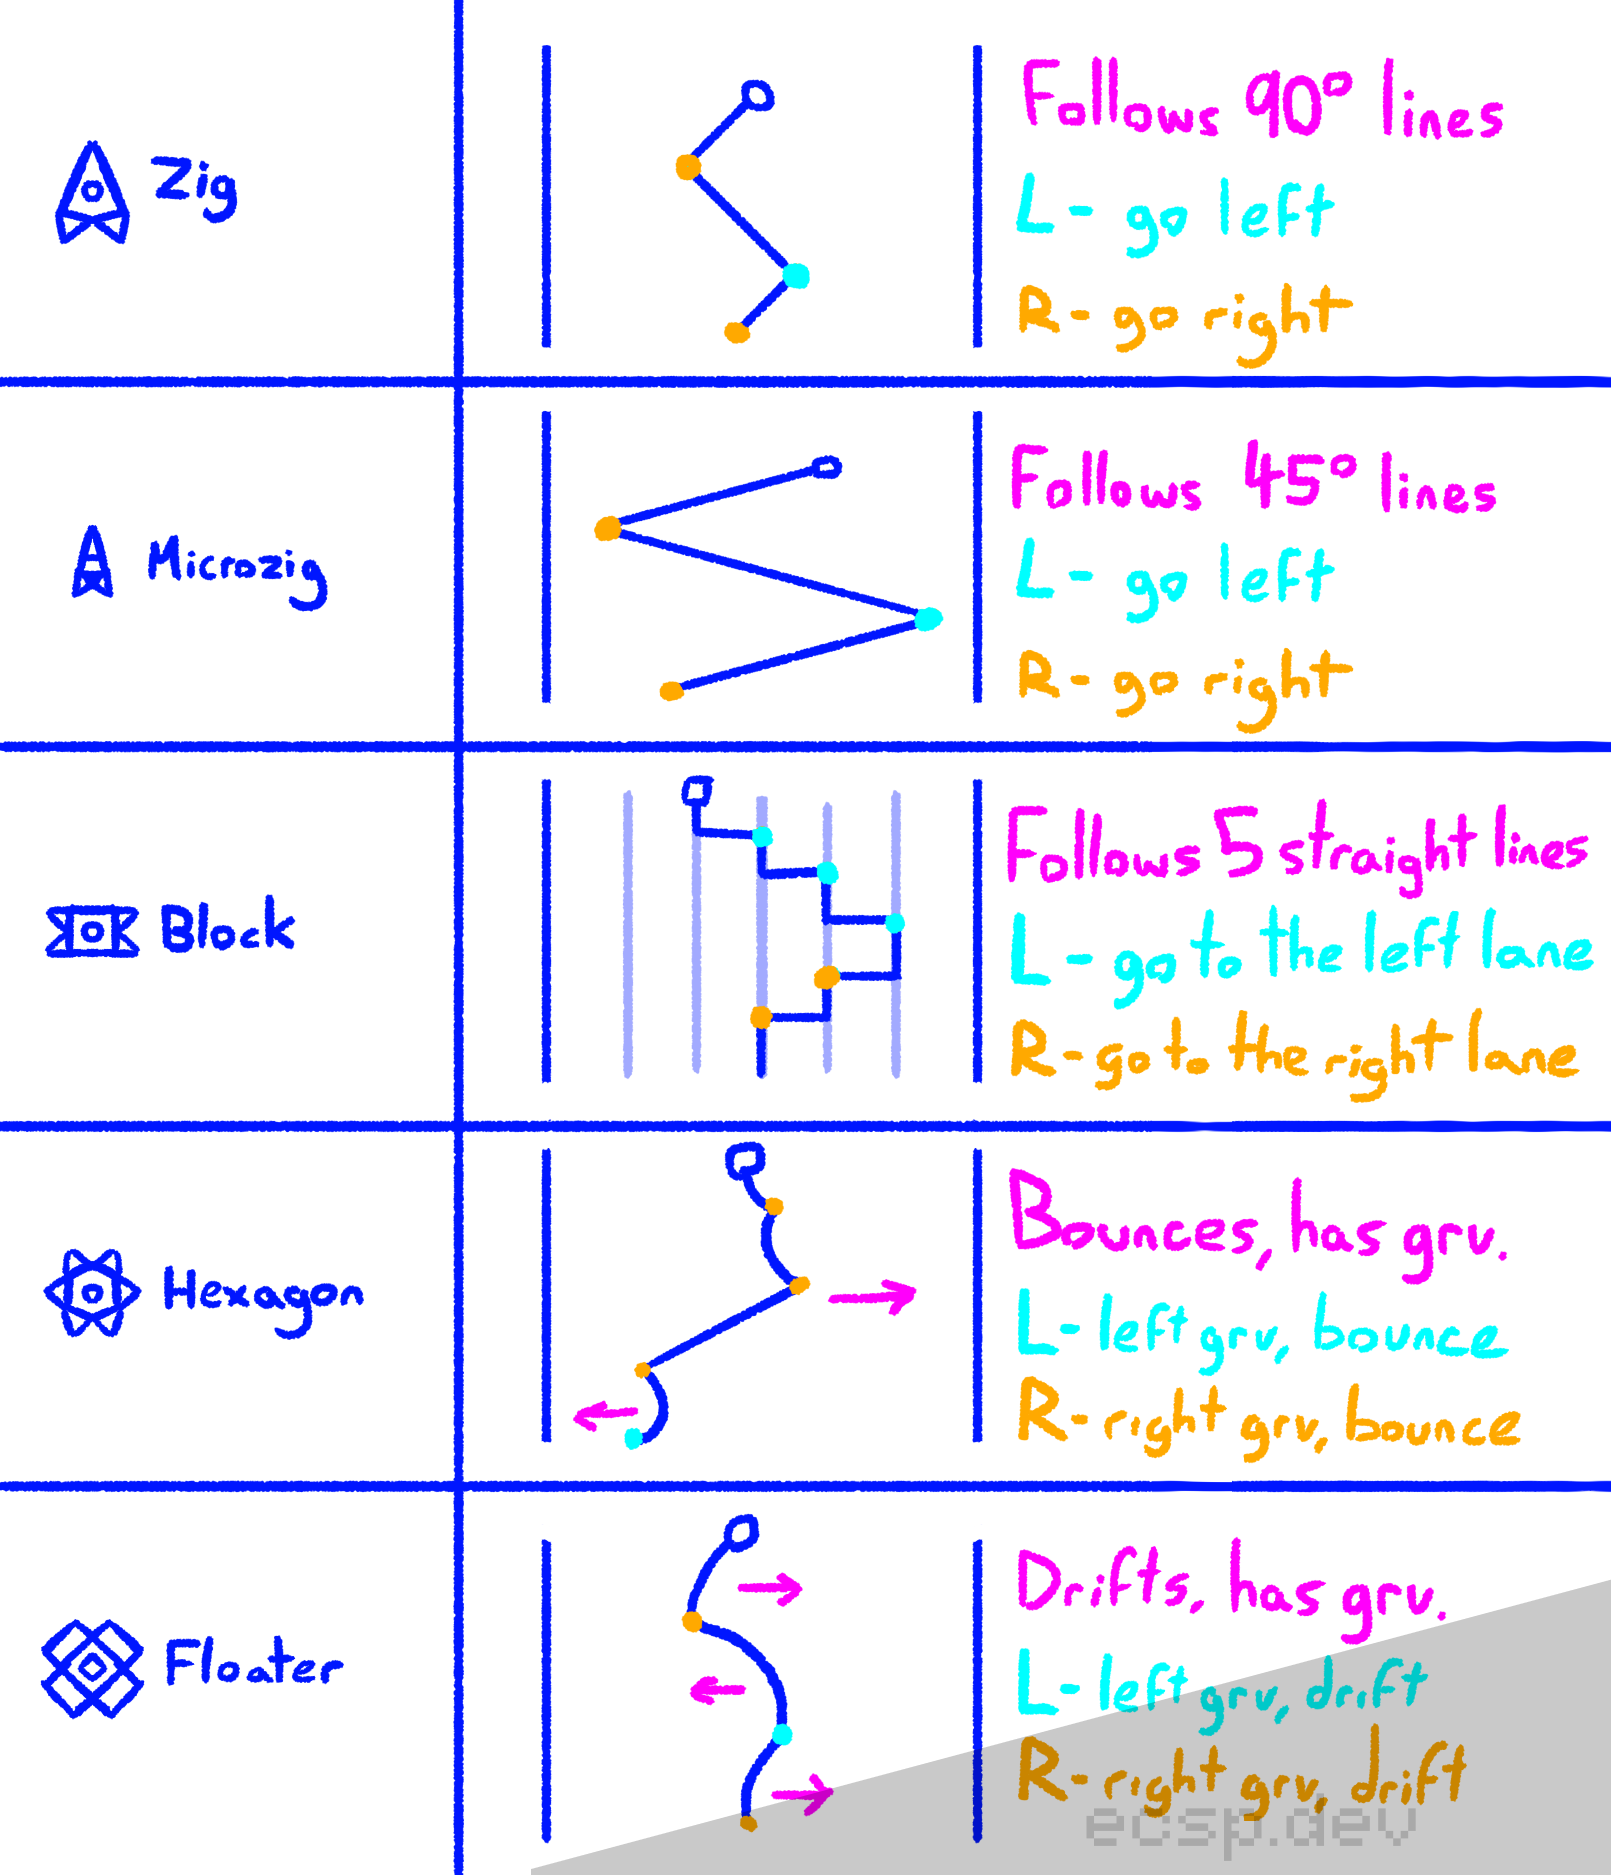 Zig
Follows 90° lines
L- go left
R- go right
Microzig
Follows 45° lines
L- go left
R- go right
Block
Follows 5 straight lines
L- go to the left lane
R- go to the right lane
Hexagon
Bounces, has grv.
L- left grv, bounce
R- right grv, bounce
Floater
Drifts, has grv.
L- left grv, drift
R- right grv, drift
ecsp.dev